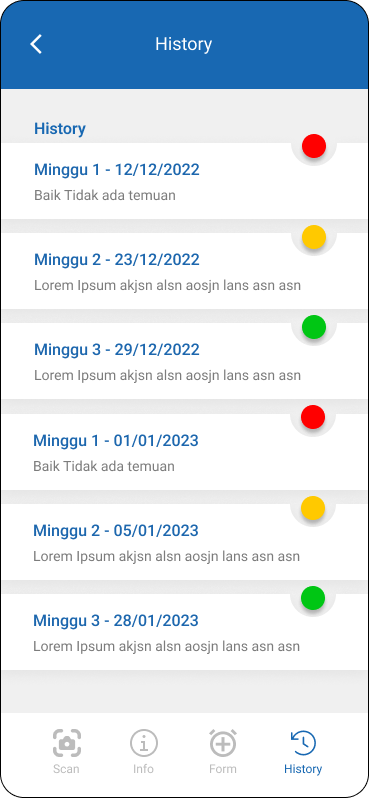 History
History
Minggu 1 - 12/12/2022
Baik Tidak ada temuan
Minggu 2 - 23/12/2022
Lorem Ipsum akjsn alsn aosjn lans asn asn
Minggu 3 - 29/12/2022
Lorem Ipsum akjsn alsn aosjn lans asn asn
Minggu 1 - 01/01/2023
Baik Tidak ada temuan
Minggu 2 - 05/01/2023
Lorem Ipsum akjsn alsn aosjn lans asn asn
Minggu 3 - 28/01/2023
Lorem Ipsum akjsn alsn aosjn lans asn asn
Scan Info Form History